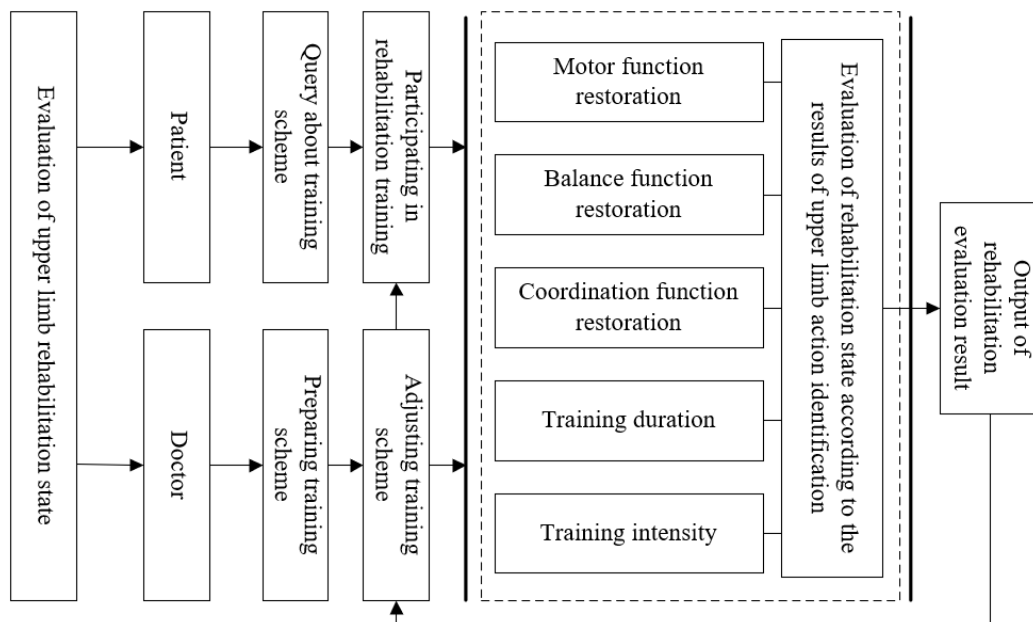 Evaluation of upper limb rehabilitation state
Patient
Query about training
scheme
Participating in
rehabilitation training
Doctor
Preparing training
scheme
Adjusting training
scheme
Motor function
restoration
Balance function
restoration
Coordination function
restoration
Training duration
Training intensity
Evaluation of rehabilitation state according to the
results of upper limb action identification
Output of
rehabilitation
evaluation result